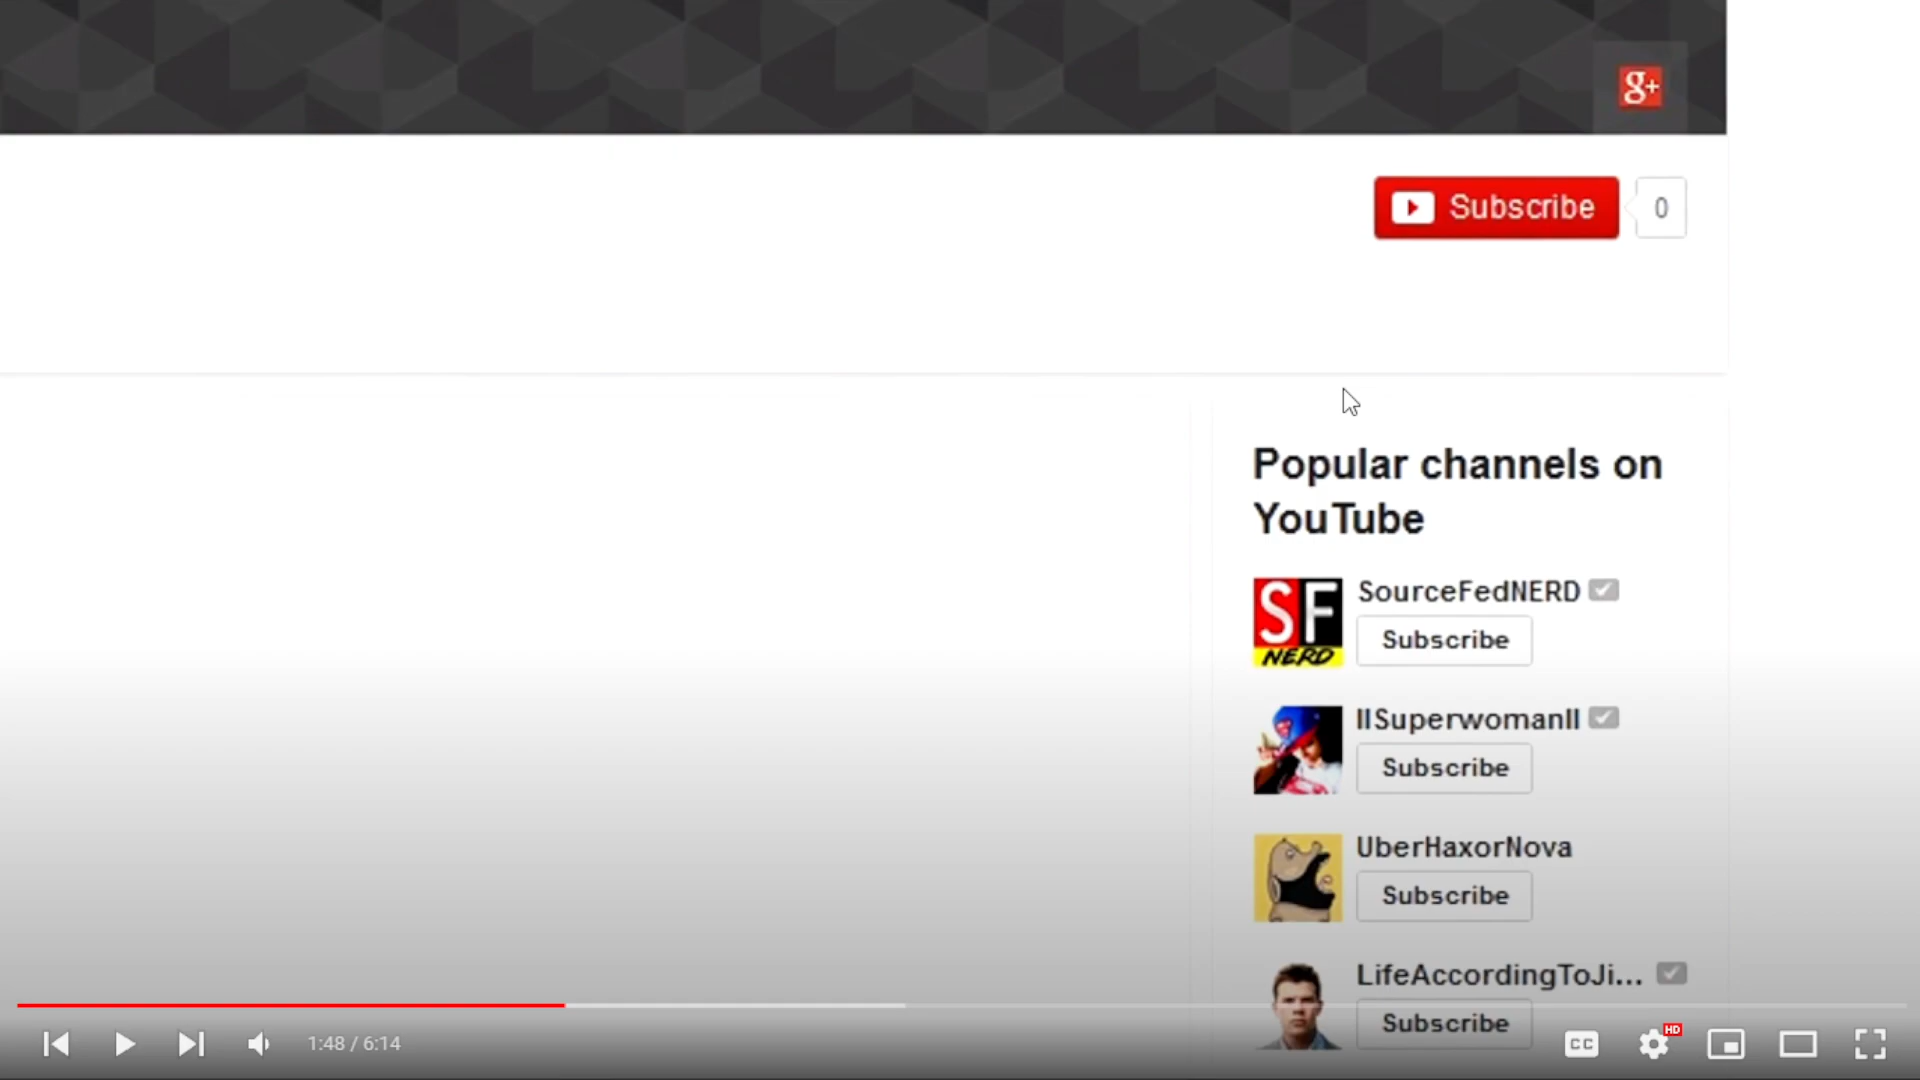 g+
Subscribe 0
Popular channels on
YouTube
SF
NERD
SourceFedNERD
Subscribe
IISuperwomanII
Subscribe
UberHaxorNova
Subscribe
LifeAccordingToJi...
Subscribe
1:48 / 6:14
CC
HD